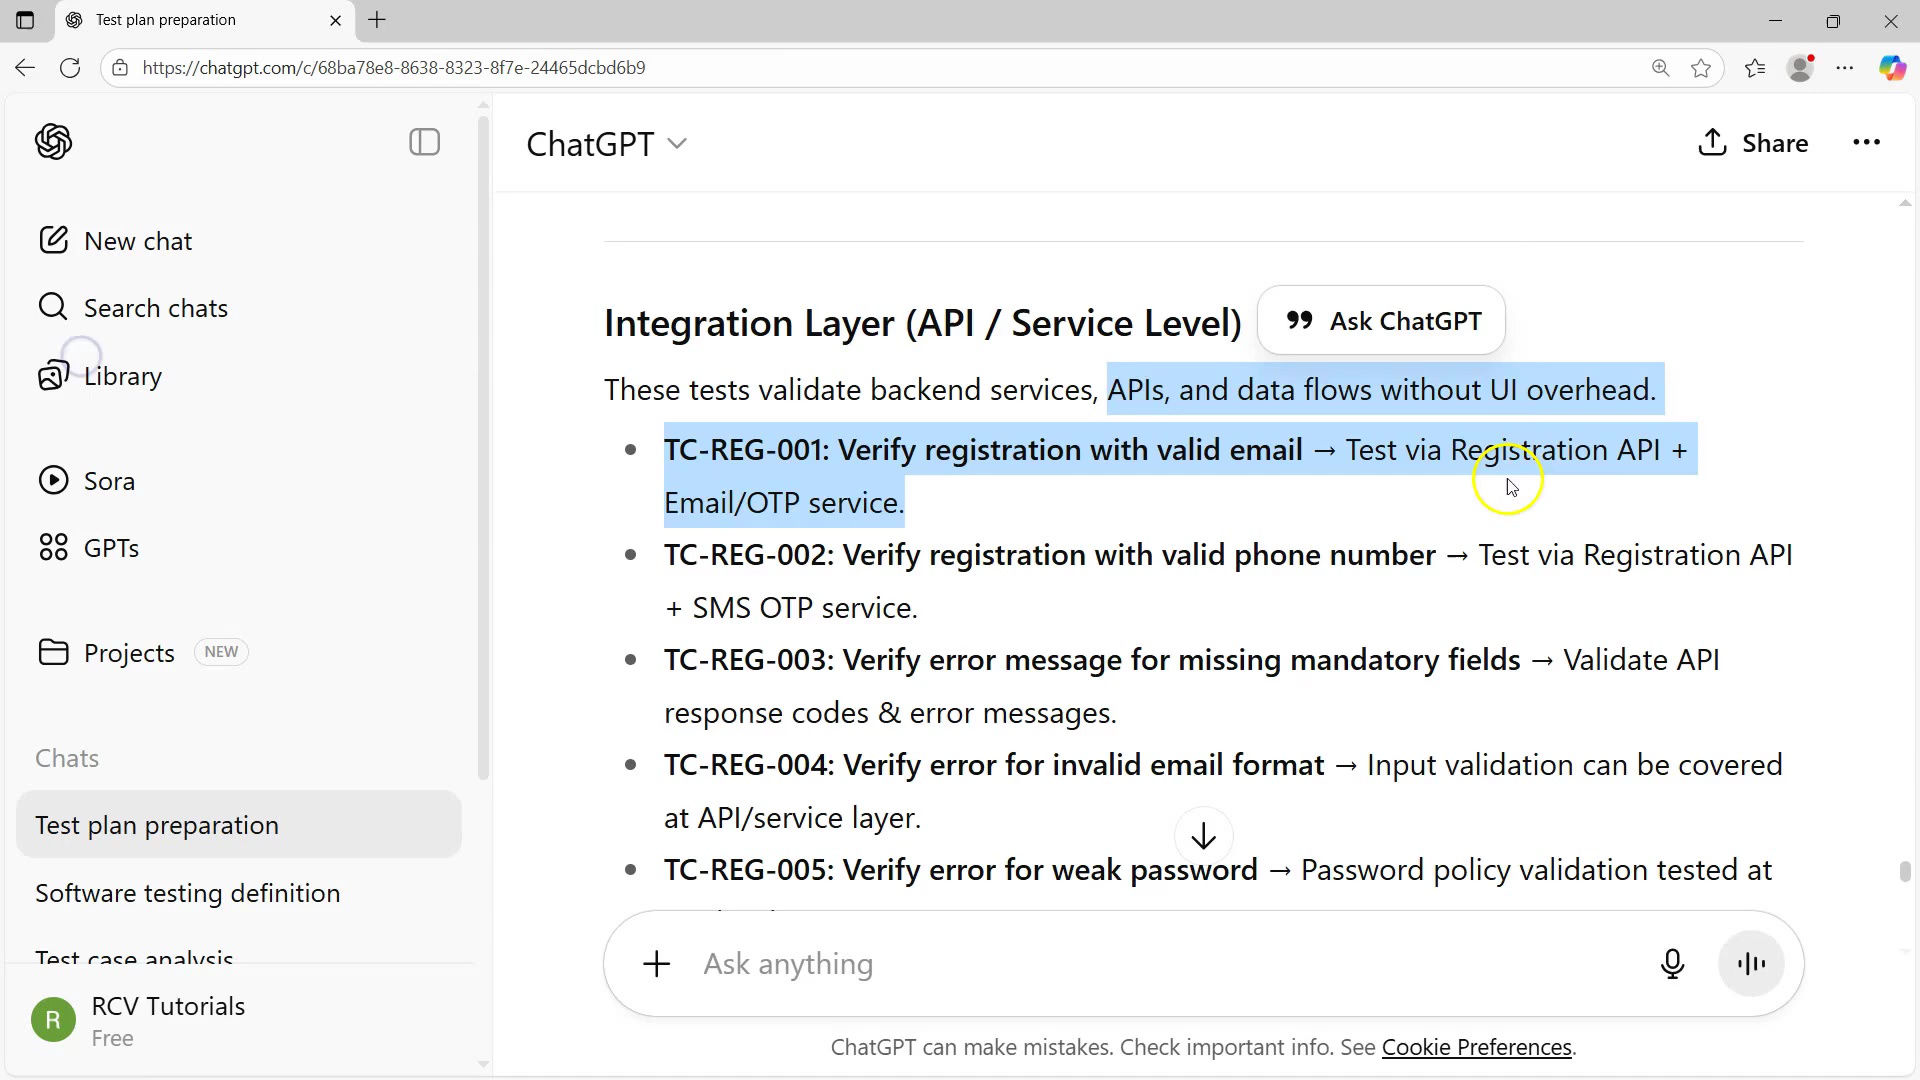 Test plan preparation
https://chatgpt.com/c/68ba78e8-8638-8323-8f7e-24465dcbd6b9
New chat
Search chats
Library
Sora
GPTs
Projects NEW
Chats
Test plan preparation
Software testing definition
Test case analysis
R
RCV Tutorials
Free
ChatGPT
Share
Integration Layer (API / Service Level)
Ask ChatGPT
These tests validate backend services, APIs, and data flows without UI overhead.
• TC-REG-001: Verify registration with valid email → Test via Registration API +
Email/OTP service.
• TC-REG-002: Verify registration with valid phone number → Test via Registration API
+ SMS OTP service.
• TC-REG-003: Verify error message for missing mandatory fields → Validate API
response codes & error messages.
• TC-REG-004: Verify error for invalid email format → Input validation can be covered
at API/service layer.
• TC-REG-005: Verify error for weak password → Password policy validation tested at
Ask anything
ChatGPT can make mistakes. Check important info. See Cookie Preferences.